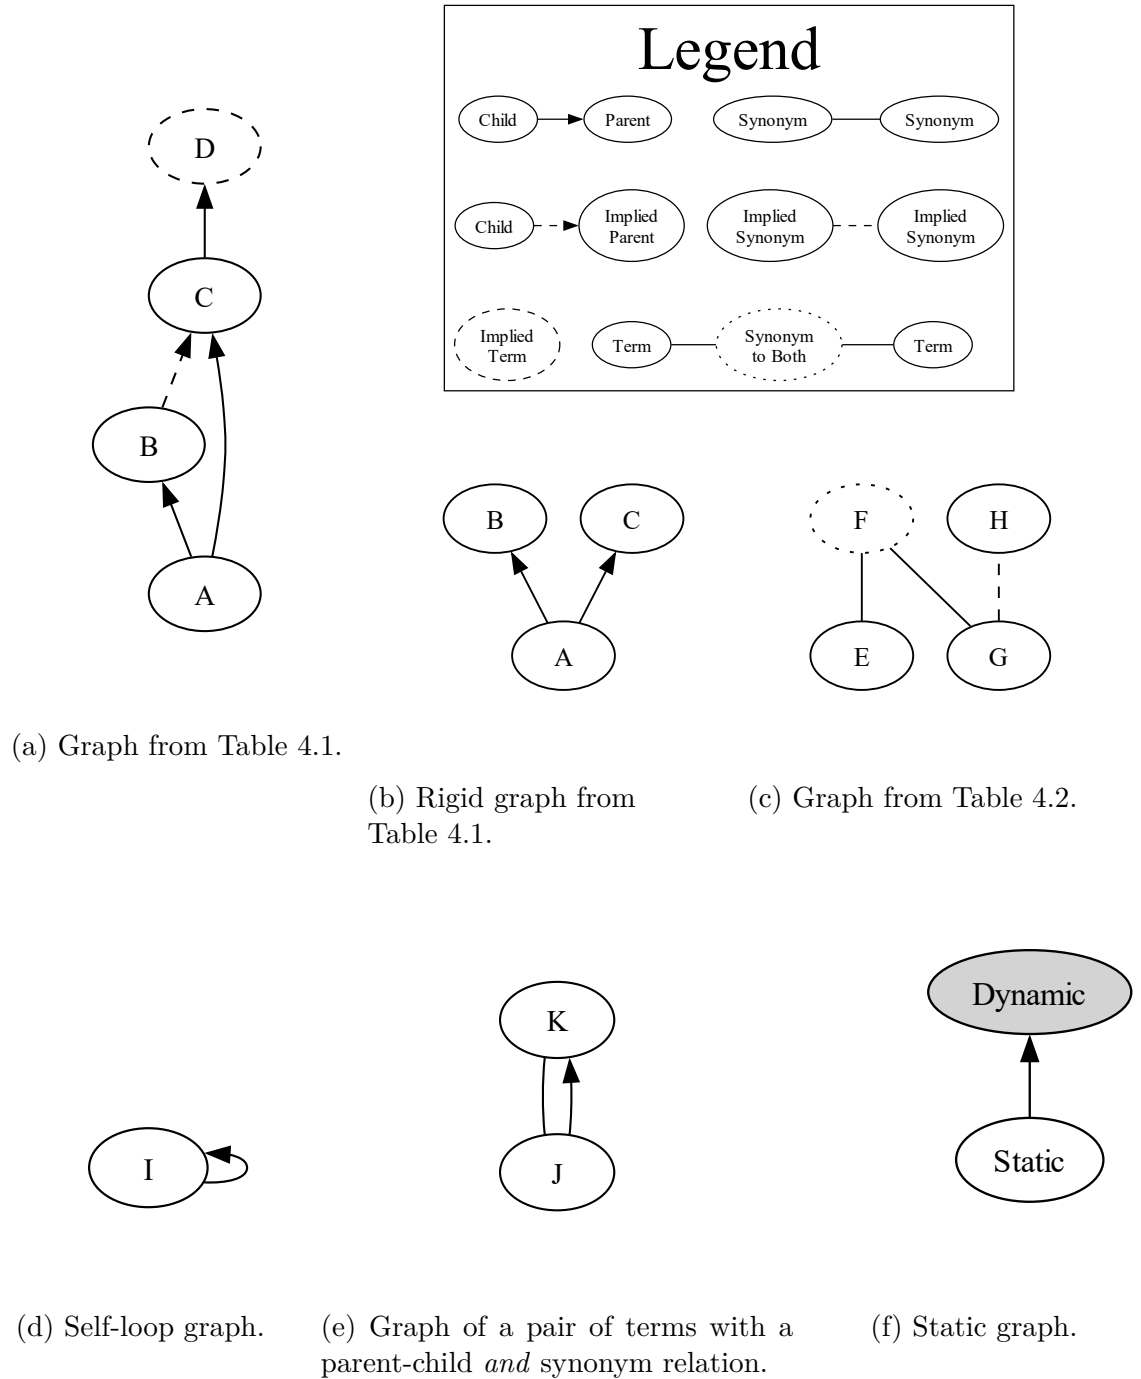 Legend
Child
Parent
Synonym
Synonym
Child
Implied
Parent
Implied
Synonym
Implied
Synonym
Implied
Term
Term
Synonym
to Both
Term
D
C
B
A
(a) Graph from Table 4.1.
B
C
A
(b) Rigid graph from
Table 4.1.
F
H
E
G
(c) Graph from Table 4.2.
I
(d) Self-loop graph.
K
J
(e) Graph of a pair of terms with a
parent-child and synonym relation.
Dynamic
Static
(f) Static graph.